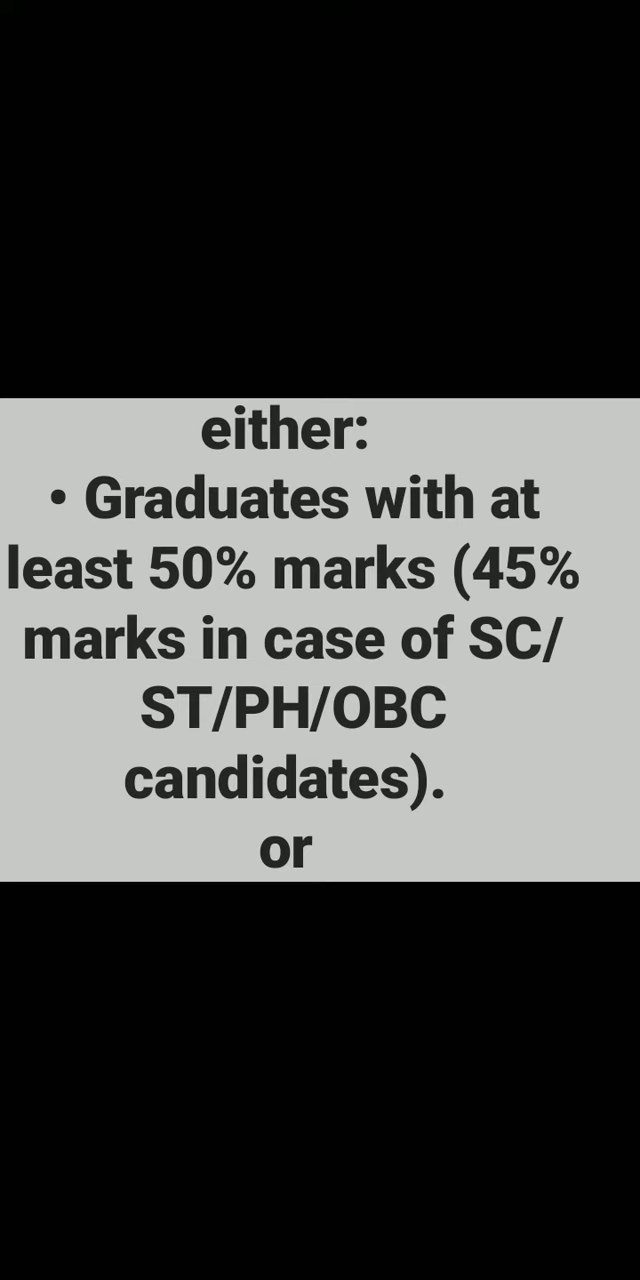 either:
• Graduates with at
least 50% marks (45%
marks in case of SC/
ST/PH/OBC
candidates).
or